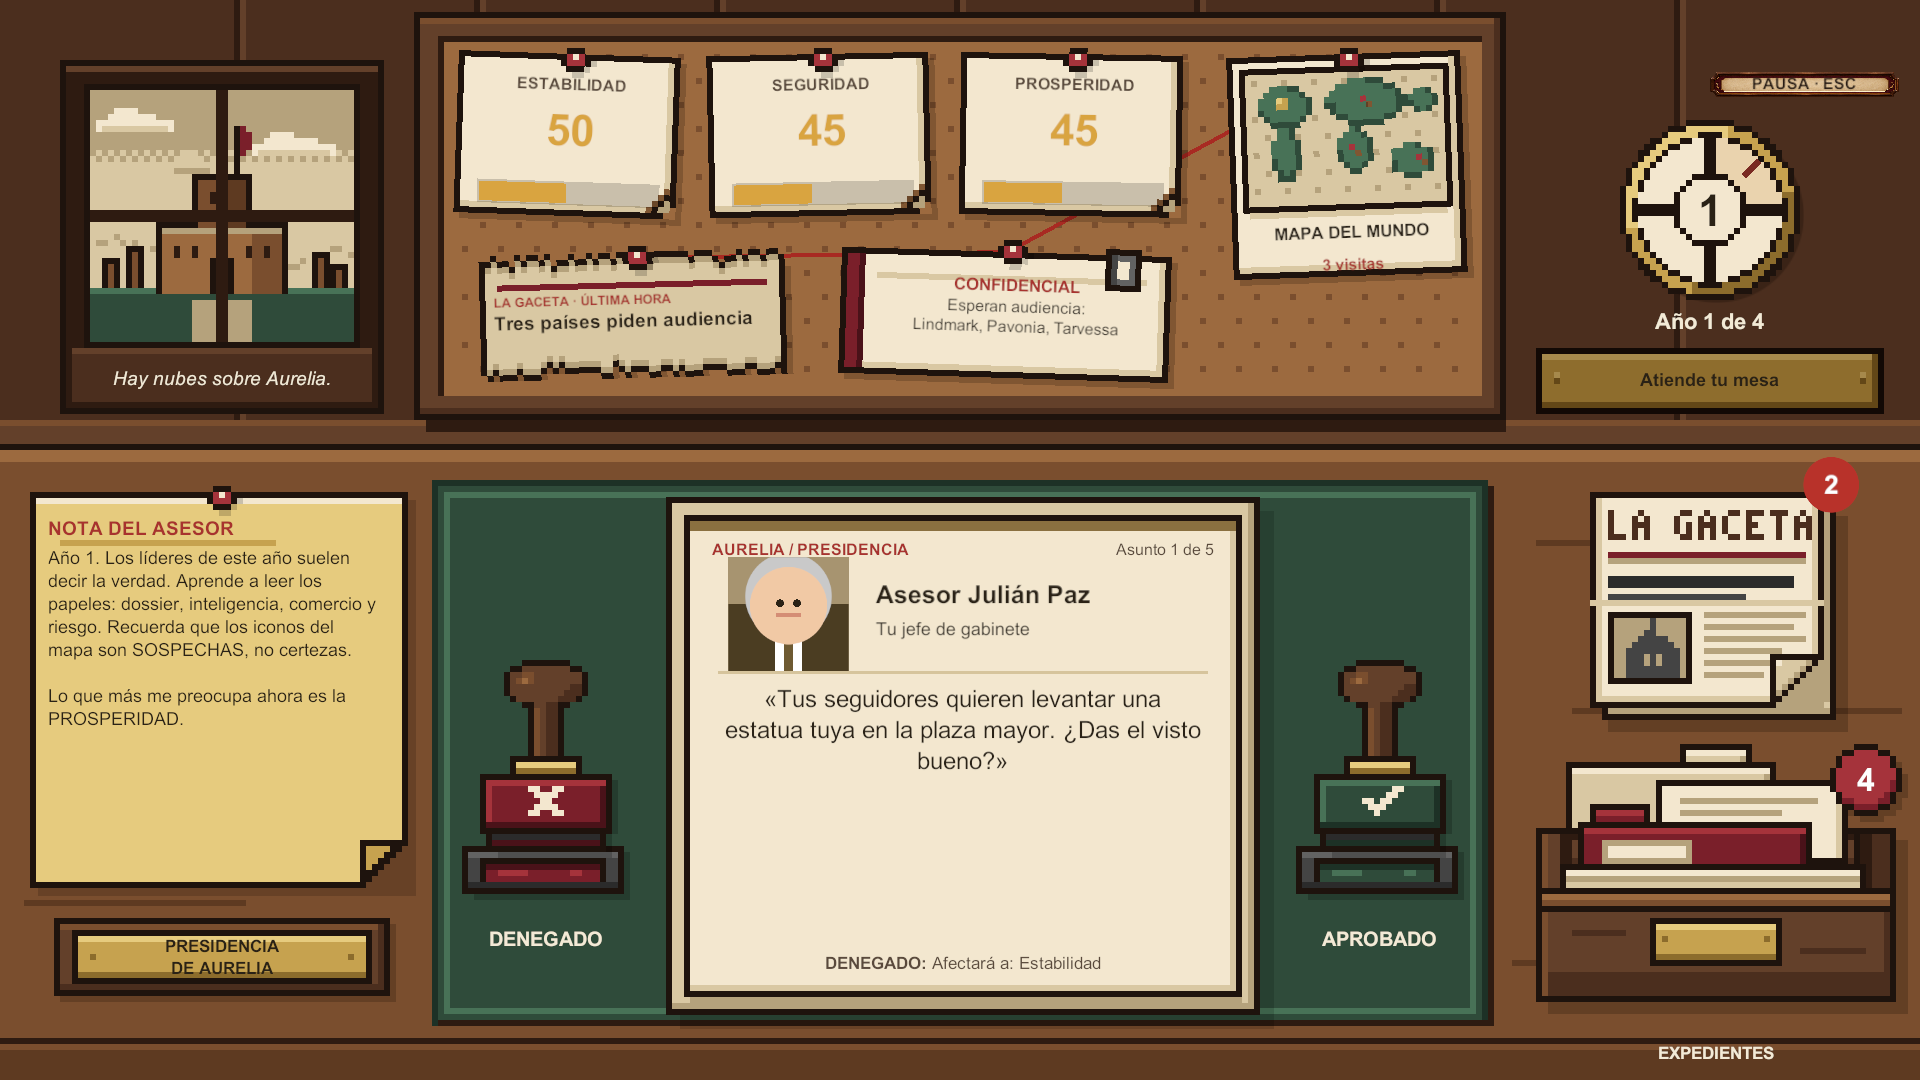 ESTABILIDAD
50
SEGURIDAD
45
PROSPERIDAD
45
MAPA DEL MUNDO
3 visitas
PAUSA · ESC
1
Año 1 de 4
Atiende tu mesa
Hay nubes sobre Aurelia.
LA GACETA · ÚLTIMA HORA
Tres países piden audiencia
CONFIDENCIAL
Esperan audiencia:
Lindmark, Pavonia, Tarvessa
NOTA DEL ASESOR
Año 1. Los líderes de este año suelen
decir la verdad. Aprende a leer los
papeles: dossier, inteligencia, comercio y
riesgo. Recuerda que los iconos del
mapa son SOSPECHAS, no certezas.
Lo que más me preocupa ahora es la
PROSPERIDAD.
PRESIDENCIA
DE AURELIA
AURELIA / PRESIDENCIA
Asunto 1 de 5
Asesor Julián Paz
Tu jefe de gabinete
«Tus seguidores quieren levantar una
estatua tuya en la plaza mayor. ¿Das el visto
bueno?»
DENEGADO: Afectará a: Estabilidad
DENEGADO
APROBADO
2
LA GACETA
4
EXPEDIENTES